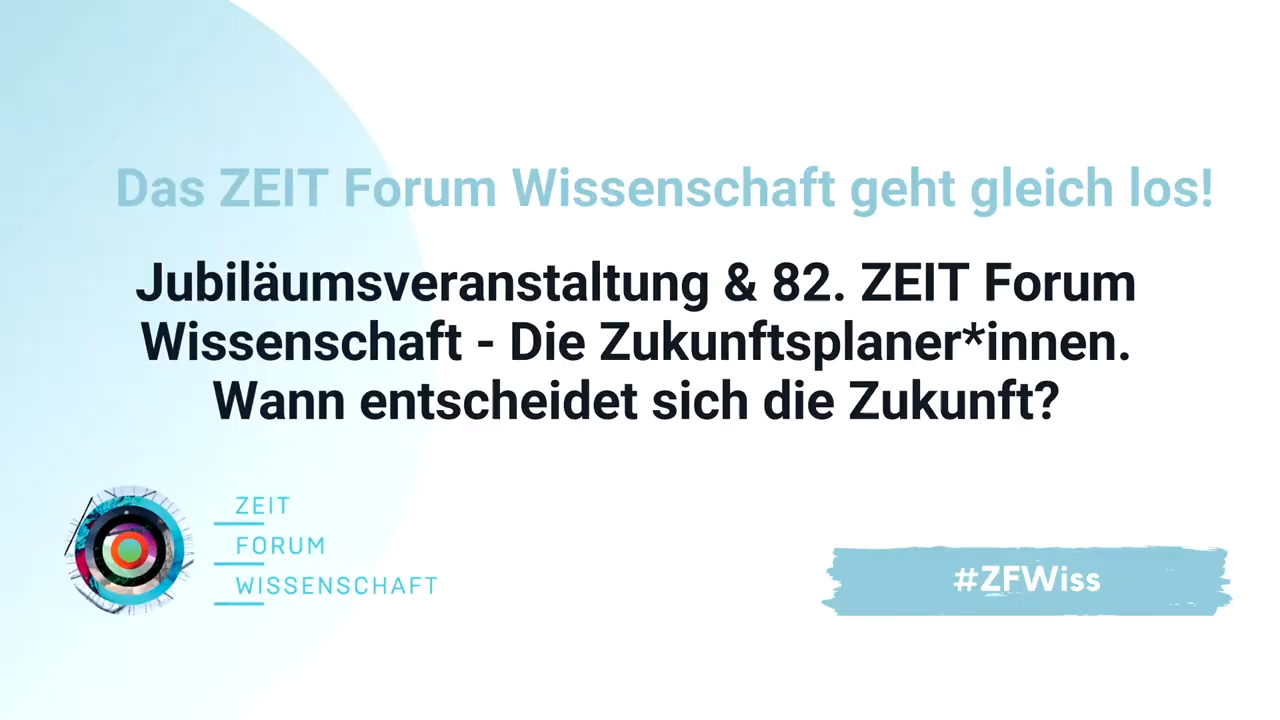 Das ZEIT Forum Wissenschaft geht gleich los!
Jubiläumsveranstaltung & 82. ZEIT Forum
Wissenschaft - Die Zukunftsplaner*innen.
Wann entscheidet sich die Zukunft?
ZEIT
FORUM
WISSENSCHAFT
#ZFWiss